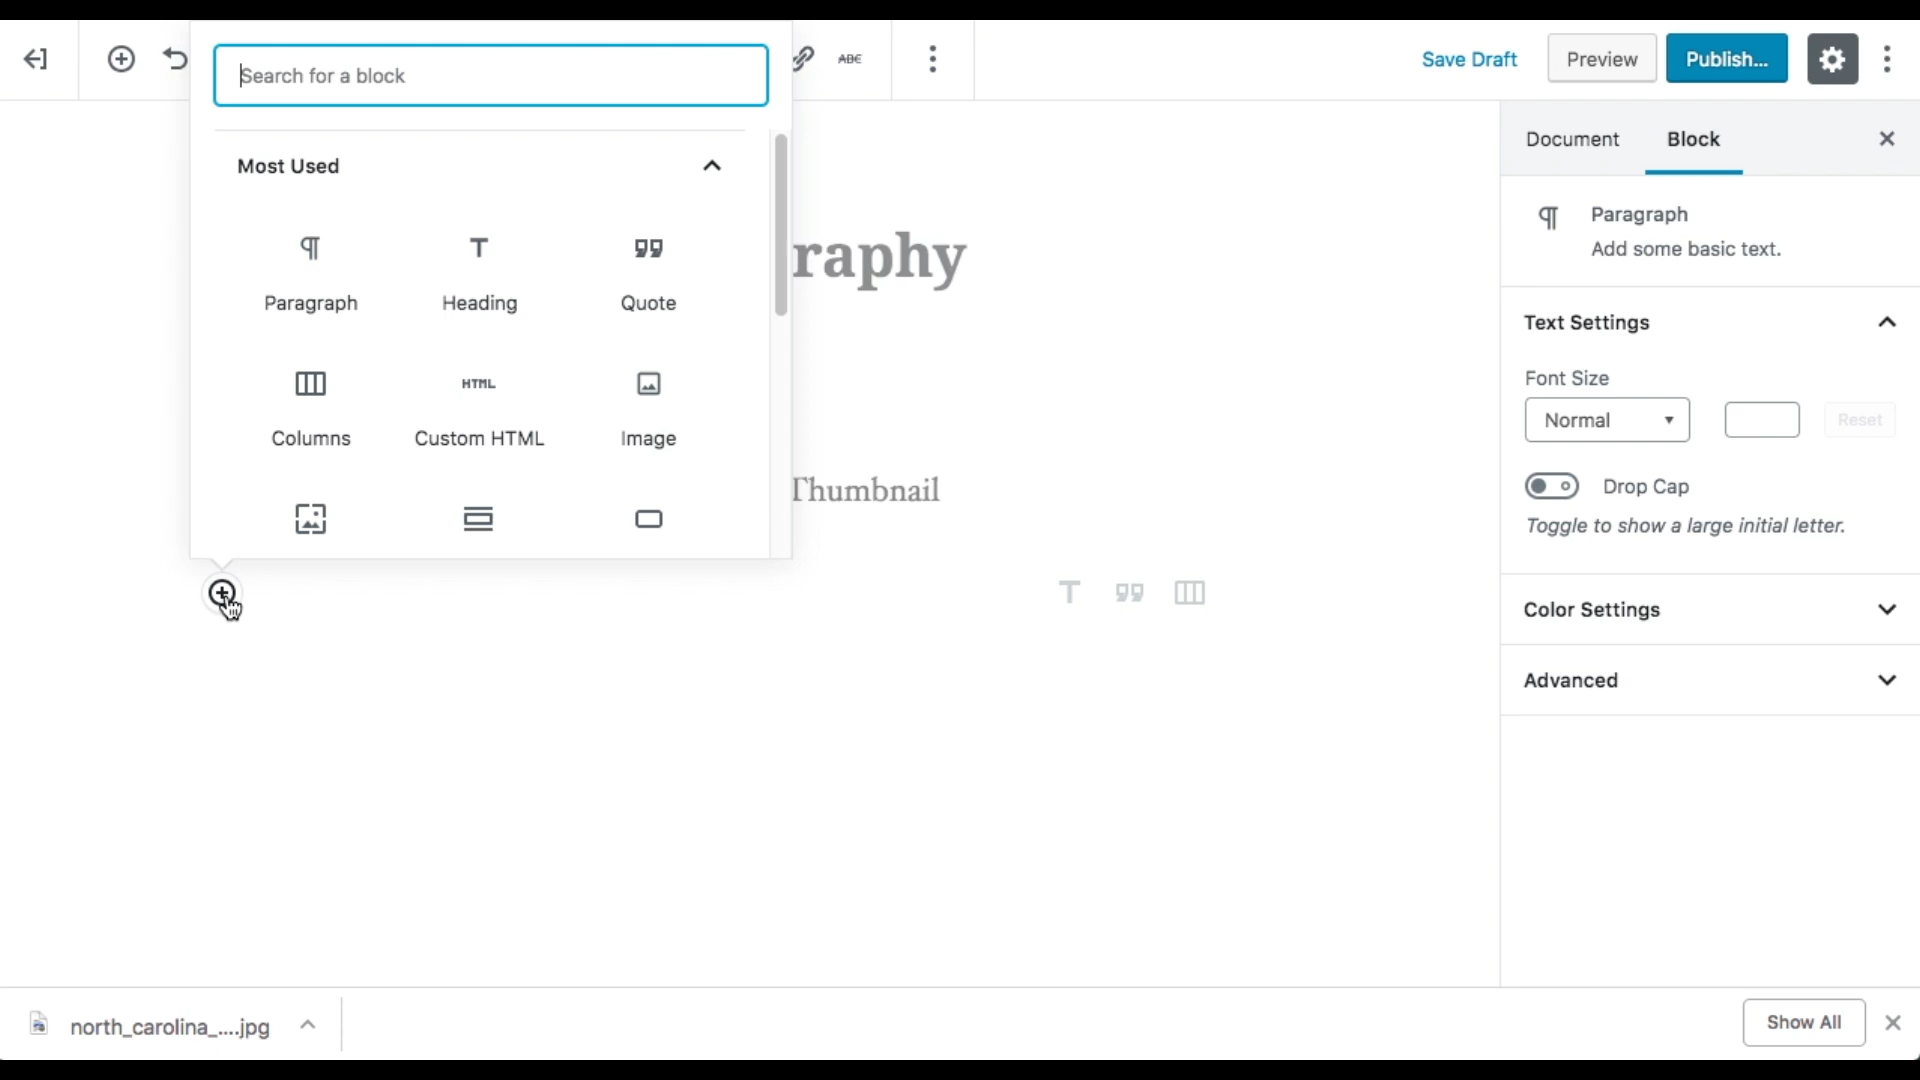 Search for a block
ABC
Save Draft
Preview
Publish...
Most Used
Document
Block
Paragraph
Add some basic text.
raphy
Paragraph
Heading
Quote
Text Settings
Font Size
Normal
Reset
HTML
Columns
Custom HTML
Image
Thumbnail
Drop Cap
Toggle to show a large initial letter.
Color Settings
Advanced
north_carolina_....jpg
Show All